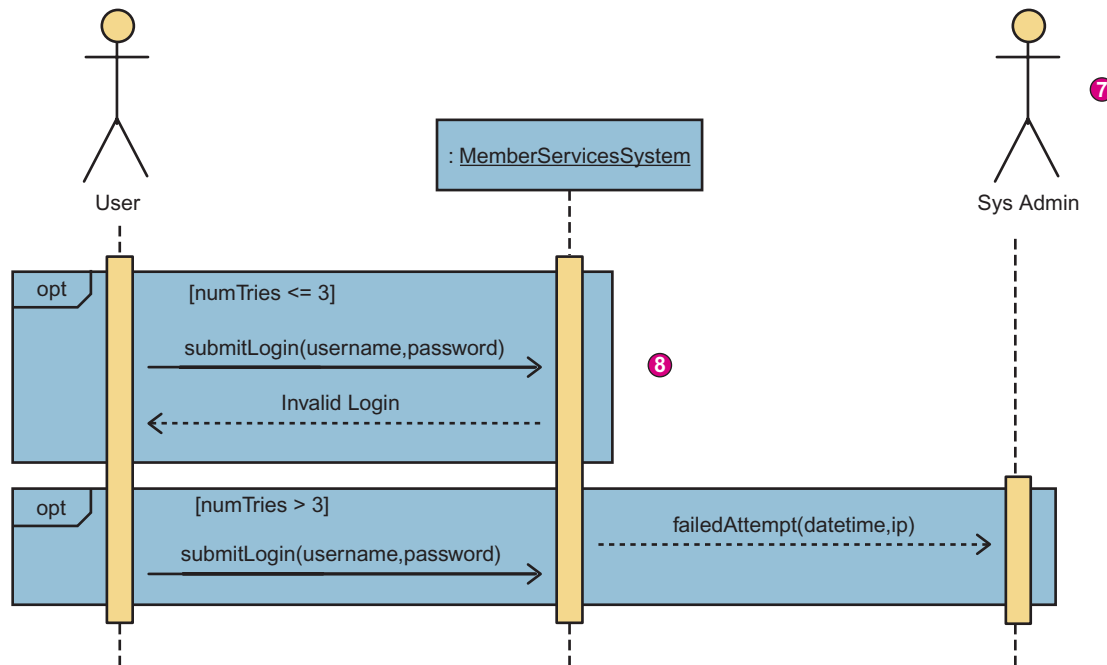 7
: MemberServicesSystem
User
Sys Admin
opt
[numTries <= 3]
submitLogin(username,password)
8
Invalid Login
opt
[numTries > 3]
failedAttempt(datetime,ip)
submitLogin(username,password)